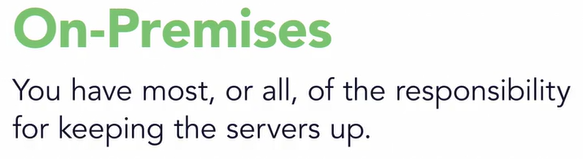 On-Premises
You have most, or all, of the responsibility
for keeping the servers up.